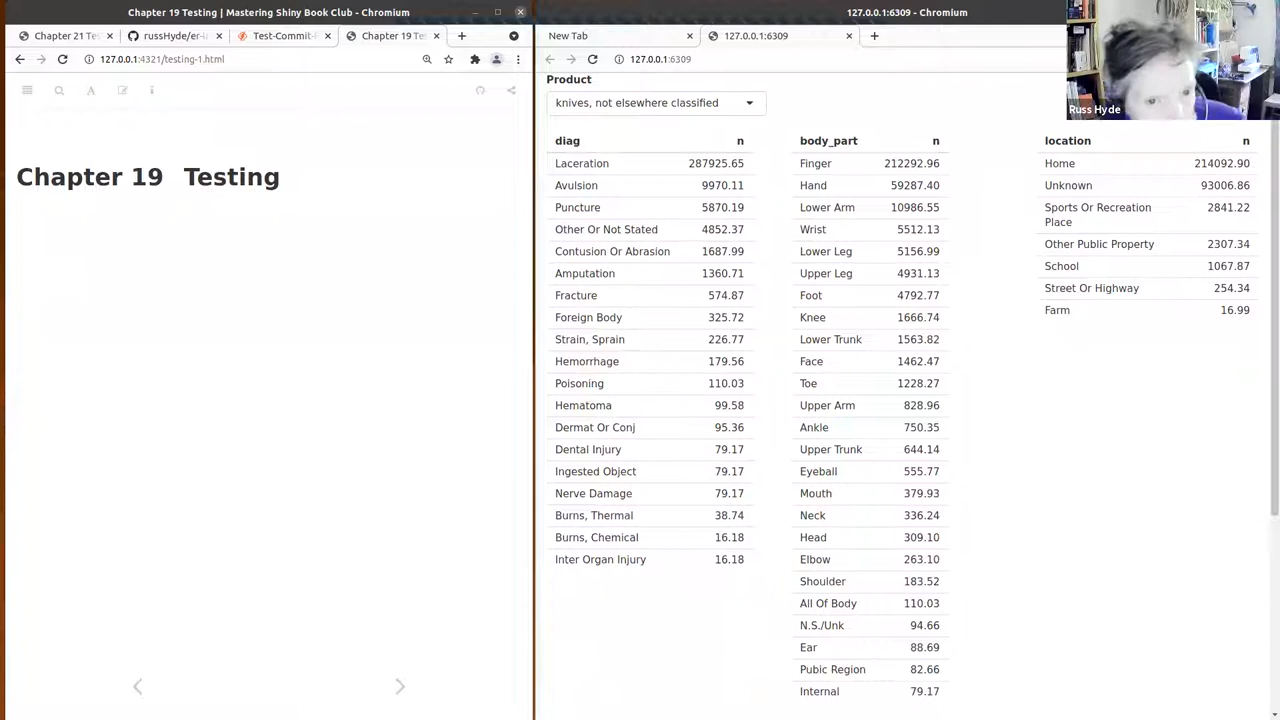 Chapter 19 Testing | Mastering Shiny Book Club - Chromium
Chapter 21 Te
russHyde/er-i
Test-Commit-
Chapter 19 Te
127.0.0.1:4321/testing-1.html
Chapter 19 Testing
127.0.0.1:6309 - Chromium
New Tab
127.0.0.1:6309
127.0.0.1:6309
Russ Hyde
Product
knives, not elsewhere classified
diag n
Laceration 287925.65
Avulsion 9970.11
Puncture 5870.19
Other Or Not Stated 4852.37
Contusion Or Abrasion 1687.99
Amputation 1360.71
Fracture 574.87
Foreign Body 325.72
Strain, Sprain 226.77
Hemorrhage 179.56
Poisoning 110.03
Hematoma 99.58
Dermat Or Conj 95.36
Dental Injury 79.17
Ingested Object 79.17
Nerve Damage 79.17
Burns, Thermal 38.74
Burns, Chemical 16.18
Inter Organ Injury 16.18
body_part n
Finger 212292.96
Hand 59287.40
Lower Arm 10986.55
Wrist 5512.13
Lower Leg 5156.99
Upper Leg 4931.13
Foot 4792.77
Knee 1666.74
Lower Trunk 1563.82
Face 1462.47
Toe 1228.27
Upper Arm 828.96
Ankle 750.35
Upper Trunk 644.14
Eyeball 555.77
Mouth 379.93
Neck 336.24
Head 309.10
Elbow 263.10
Shoulder 183.52
All Of Body 110.03
N.S./Unk 94.66
Ear 88.69
Pubic Region 82.66
Internal 79.17
location n
Home 214092.90
Unknown 93006.86
Sports Or Recreation 2841.22
Place
Other Public Property 2307.34
School 1067.87
Street Or Highway 254.34
Farm 16.99